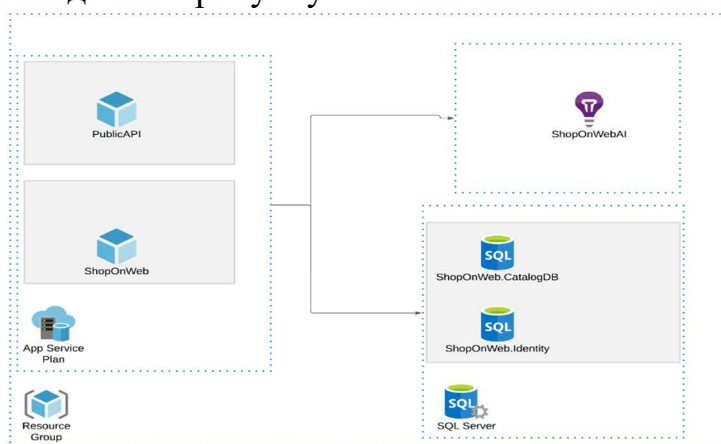 PublicAPI
ShopOnWebAI
ShopOnWeb
SQL
ShopOnWeb.CatalogDB
SQL
ShopOnWeb.Identity
App Service
Plan
SQL
SQL Server
Resource
Group